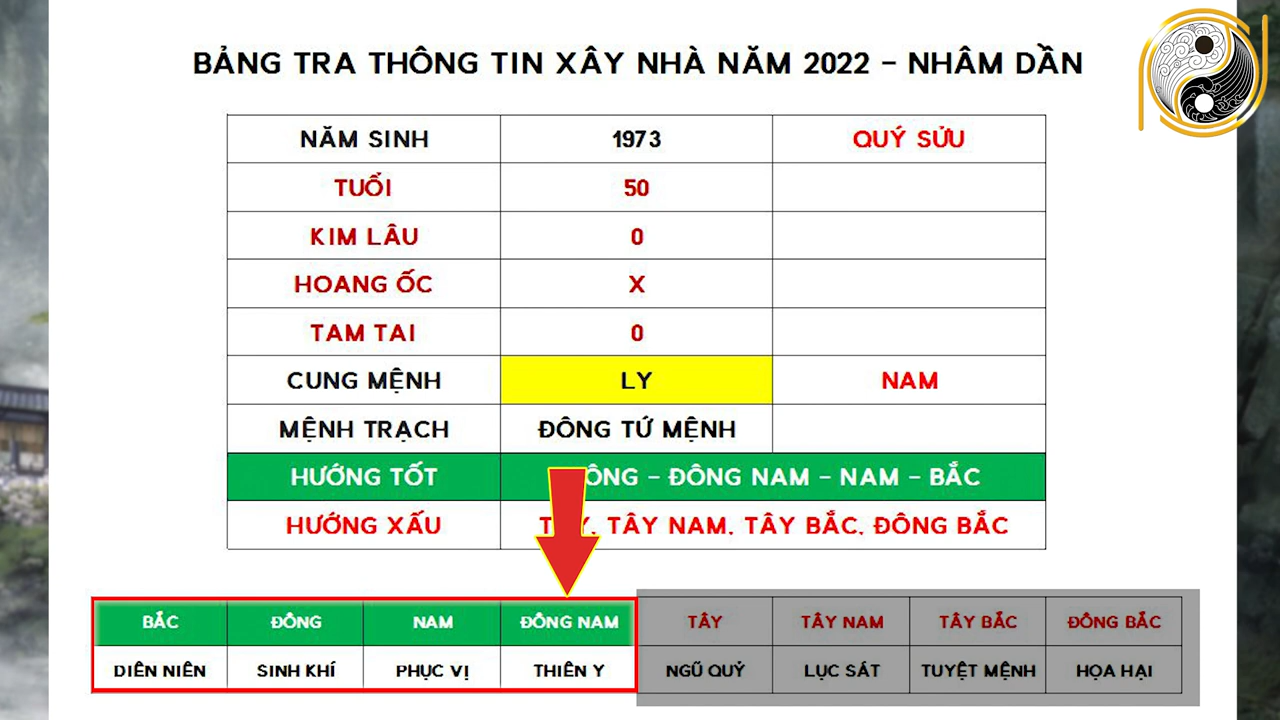 BẢNG TRA THÔNG TIN XÂY NHÀ NĂM 2022 - NHÂM DẦN
NĂM SINH 1973 QUÝ SỬU
TUỔI 50
KIM LÂU 0
HOANG ỐC X
TAM TAI 0
CUNG MỆNH LY NAM
MỆNH TRẠCH ĐÔNG TỨ MỆNH
HƯỚNG TỐT - ĐÔNG NAM - NAM - BẮC
HƯỚNG XẤU TÂY NAM, TÂY BẮC, ĐÔNG BẮC
BẮC ĐÔNG NAM ĐÔNG NAM TÂY TÂY NAM TÂY BẮC ĐÔNG BẮC
DIÊN NIÊN SINH KHÍ PHỤC VỊ THIÊN Y NGŨ QUỶ LỤC SÁT TUYỆT MỆNH HỌA HẠI